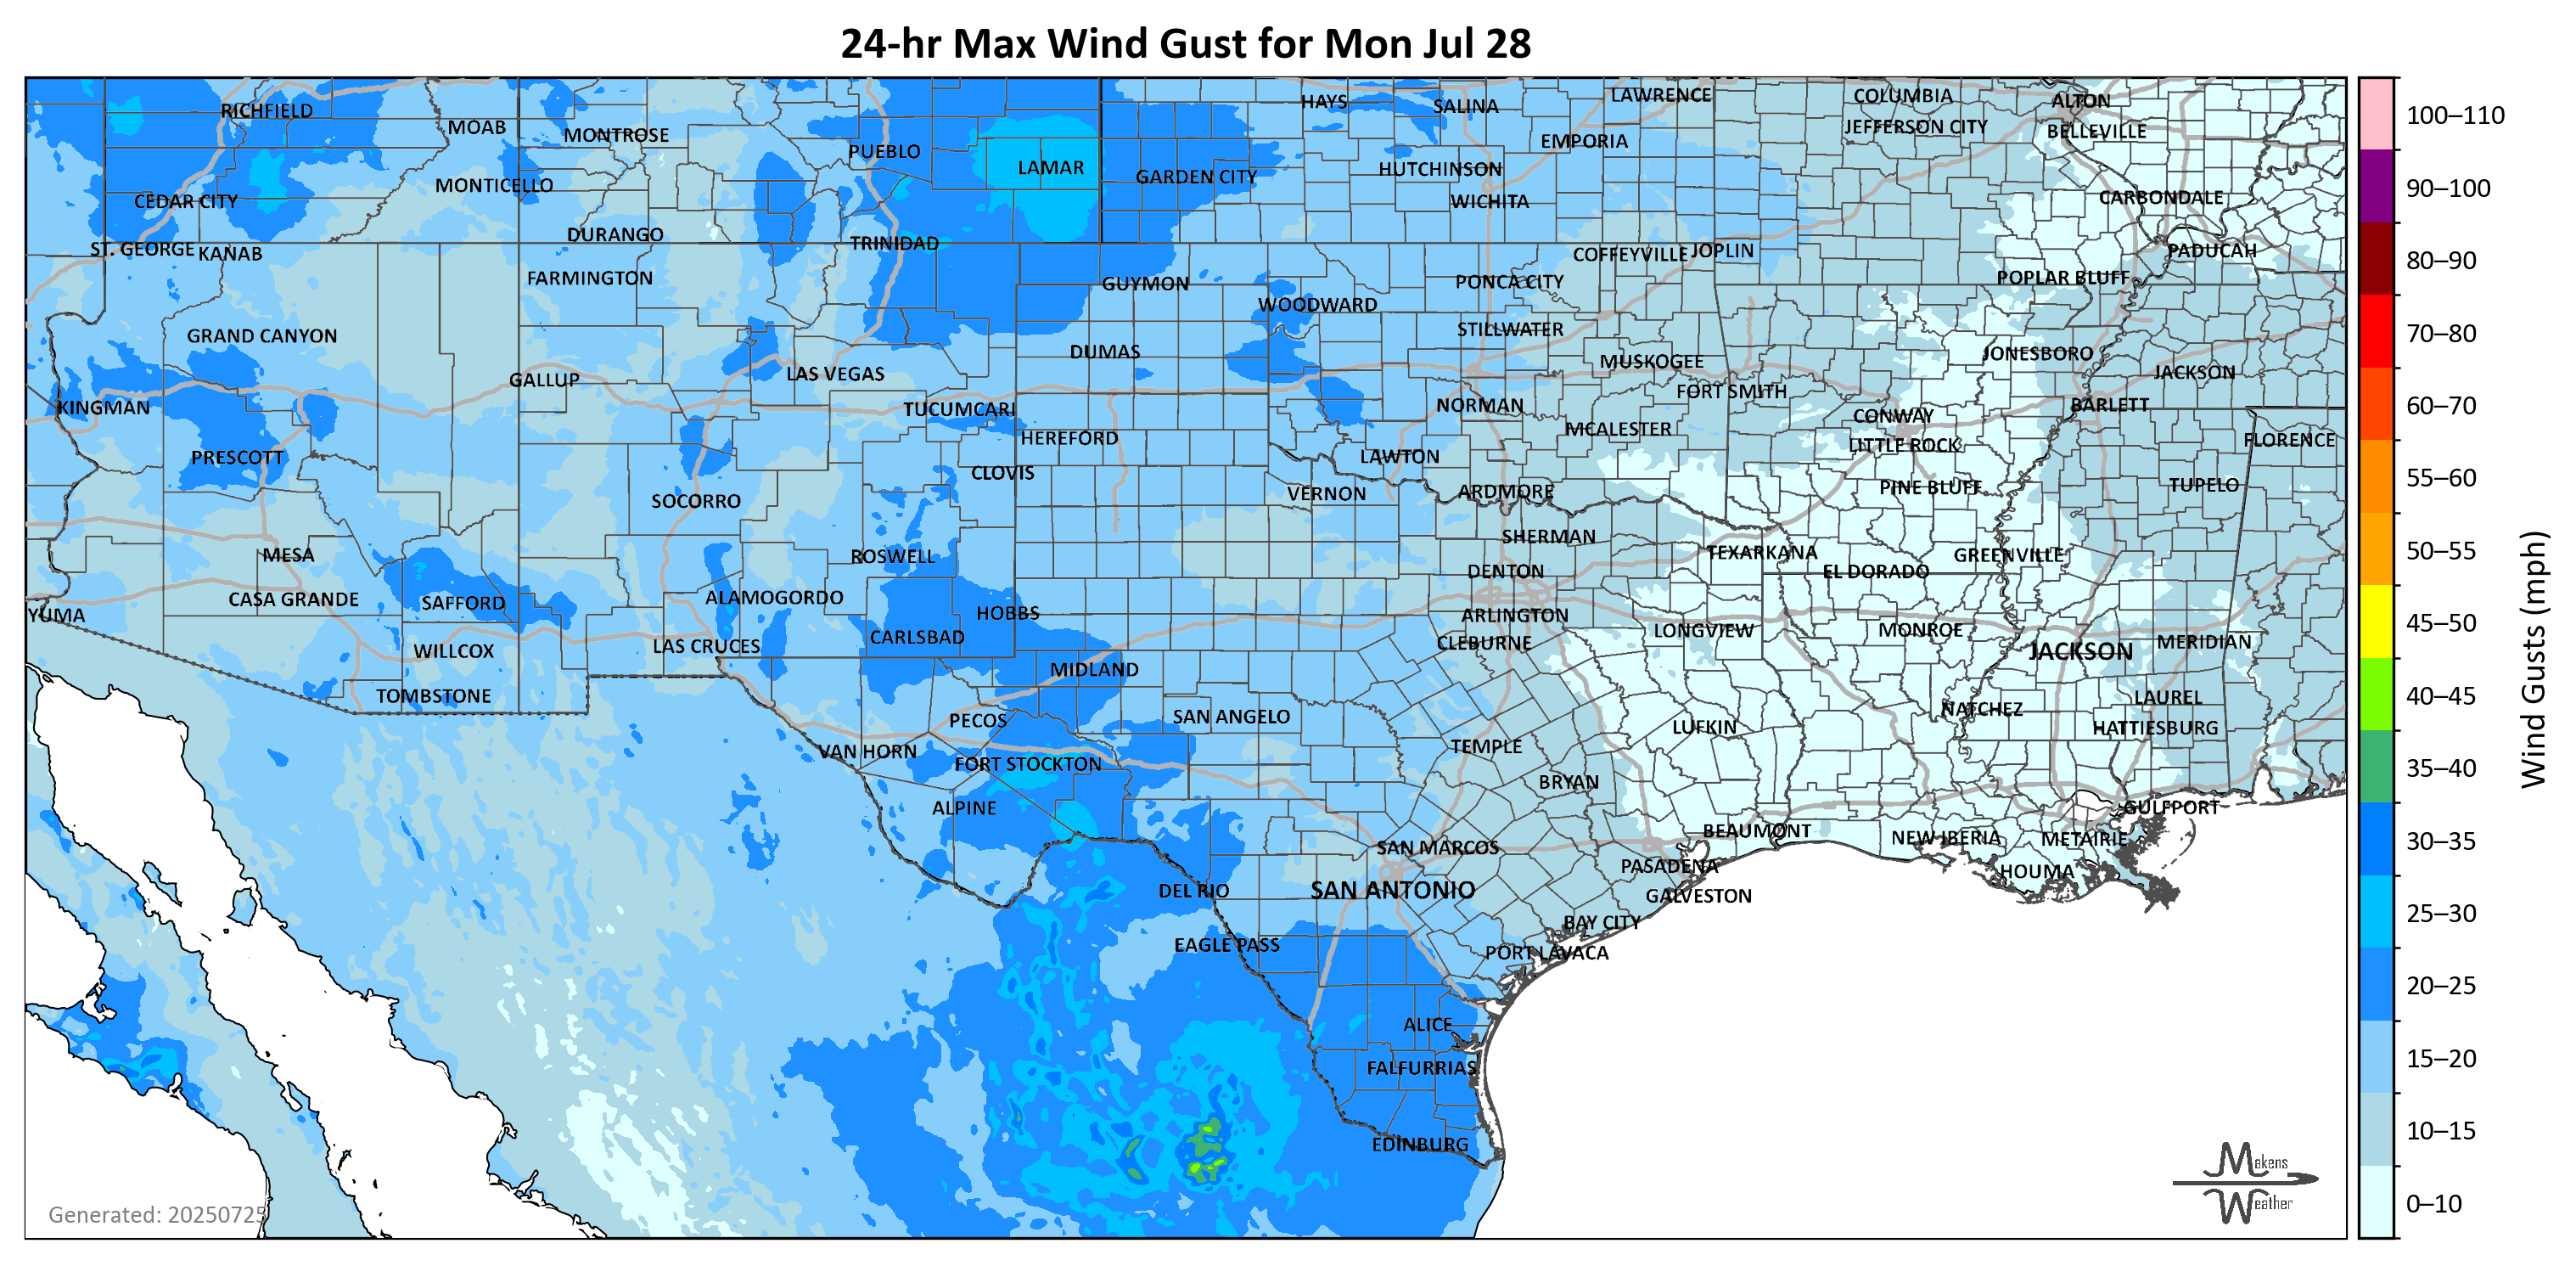 24-hr Max Wind Gust for Mon Jul 28
RICHFIELD
MOAB
MONTROSE
PUEBLO
LAMAR
GARDEN CITY
HAYS
SALINA
LAWRENCE
EMPORIA
HUTCHINSON
WICHITA
COLUMBIA
JEFFERSON CITY
ALTON
BELLEVILLE
CARBONDALE
PADUCAH
CEDAR CITY
MONTICELLO
ST. GEORGE
KANAB
DURANGO
TRINIDAD
FARMINGTON
GUYMON
WOODWARD
PONCA CITY
COFFEYVILLE
JOPLIN
POPLAR BLUFF
GRAND CANYON
DUMAS
STILLWATER
MUSKOGEE
JONESBORO
JACKSON
GALLUP
LAS VEGAS
KINGMAN
TUCUMCARI
NORMAN
FORT SMITH
CONWAY
BARLETT
HEREFORD
MCALESTER
LITTLE ROCK
FLORENCE
PRESCOTT
CLOVIS
LAWTON
SOCORRO
VERNON
ARDMORE
PINE BLUFF
TUPELO
MESA
ROSWELL
SHERMAN
TEXARKANA
GREENVILLE
DENTON
EL DORADO
YUMA
CASA GRANDE
SAFFORD
ALAMOGORDO
HOBBS
ARLINGTON
CARLSBAD
LAS CRUCES
CLEBURNE
LONGVIEW
MONROE
JACKSON
MERIDIAN
WILLCOX
MIDLAND
TOMBSTONE
PECOS
SAN ANGELO
LUFKIN
NATCHEZ
LAUREL
HATTIESBURG
VAN HORN
FORT STOCKTON
TEMPLE
BRYAN
ALPINE
GULFPORT
BEAUMONT
NEW IBERIA
METAIRIE
SAN MARCOS
PASADENA
HOUMA
DEL RIO
SAN ANTONIO
GALVESTON
BAY CITY
EAGLE PASS
PORT LAVACA
ALICE
FALFURRIAS
EDINBURG
Generated: 20250725
Makens
Weather
100–110
90–100
80–90
70–80
60–70
55–60
50–55
45–50
40–45
35–40
30–35
25–30
20–25
15–20
10–15
0–10
Wind Gusts (mph)